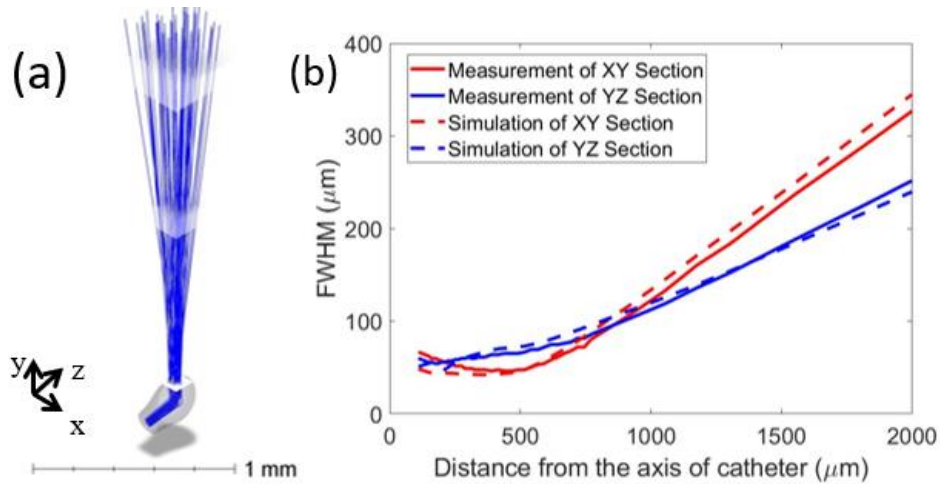 (a)
y
z
x
1 mm
(b)
400
300
200
100
0
FWHM (μm)
Measurement of XY Section
Measurement of YZ Section
Simulation of XY Section
Simulation of YZ Section
0 500 1000 1500 2000
Distance from the axis of catheter (μm)